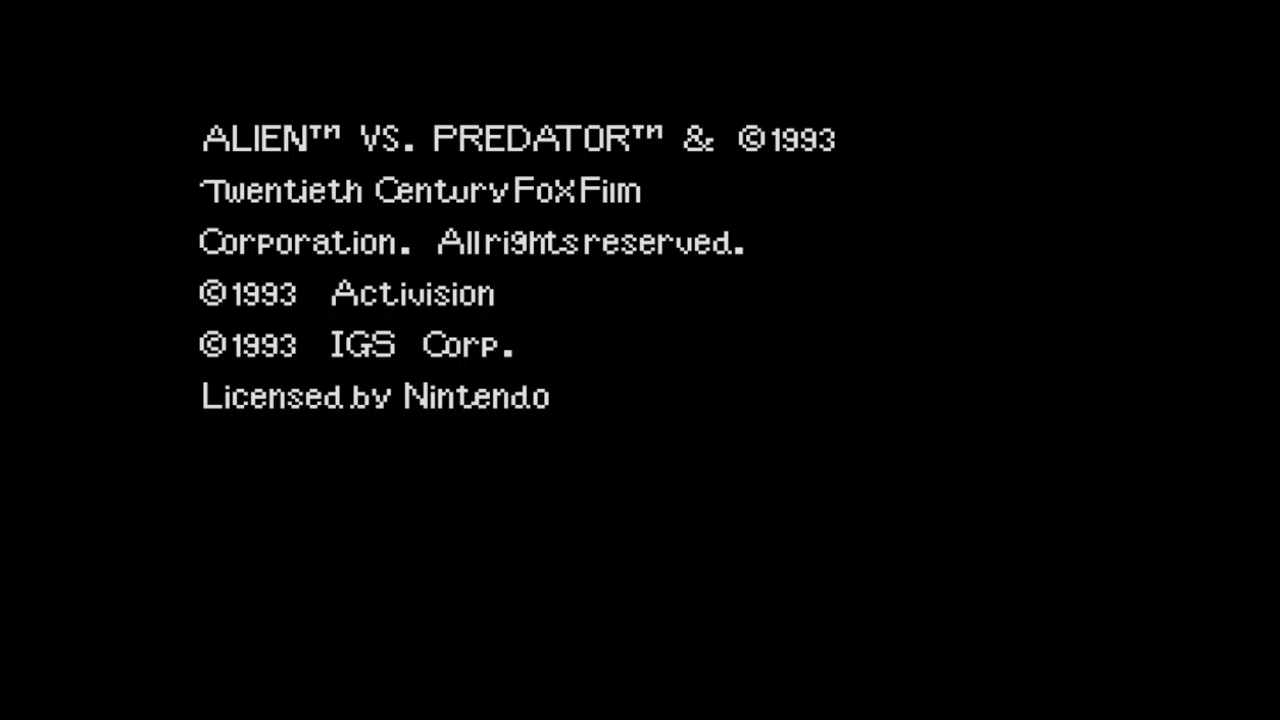 ALIEN™ VS. PREDATOR™ & ©1993
Twentieth Century Fox Film
Corporation. All rights reserved.
©1993 Activision
©1993 IGS Corp.
Licensed by Nintendo